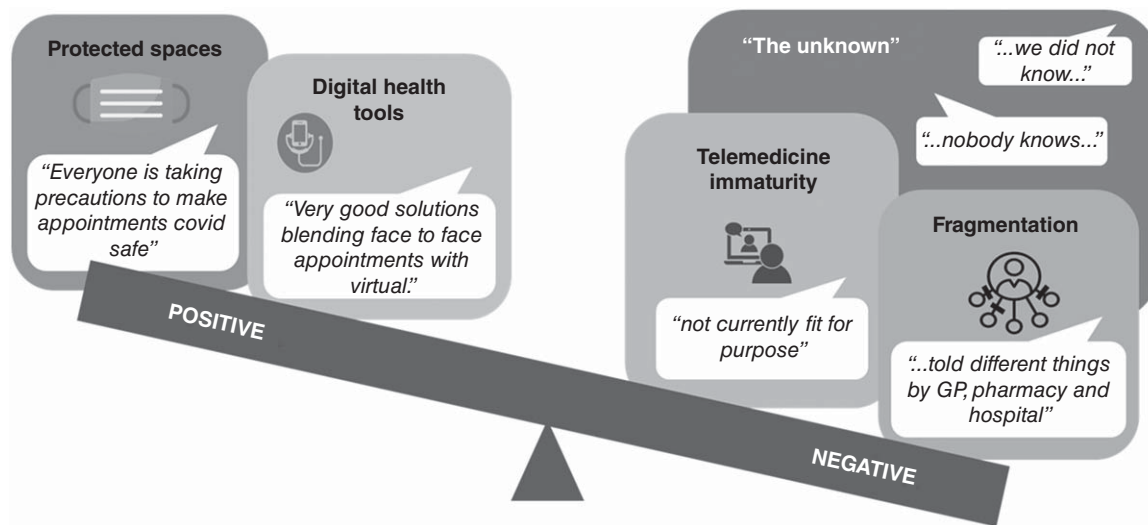 Protected spaces
“Everyone is taking
precautions to make
appointments covid
safe”
Digital health
tools
“Very good solutions
blending face to face
appointments with
virtual.”
POSITIVE
“The unknown”
“...we did not
know...”
“...nobody knows...”
Telemedicine
immaturity
“not currently fit for
purpose”
Fragmentation
“...told different things
by GP, pharmacy and
hospital”
NEGATIVE